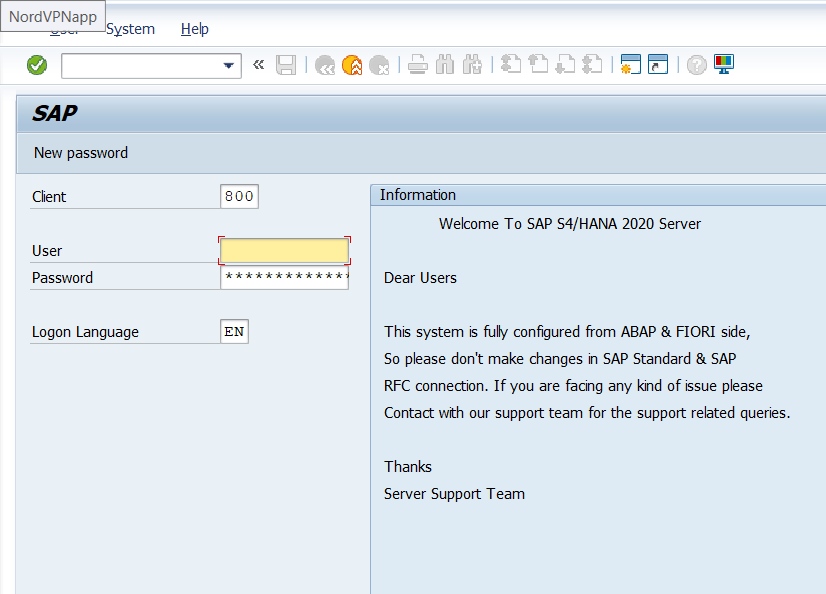 NordVPNapp
User System Help
SAP
New password
Client 800
User
Password *************
Logon Language EN
Information
Welcome To SAP S4/HANA 2020 Server
Dear Users
This system is fully configured from ABAP & FIORI side,
So please don't make changes in SAP Standard & SAP
RFC connection. If you are facing any kind of issue please
Contact with our support team for the support related queries.
Thanks
Server Support Team